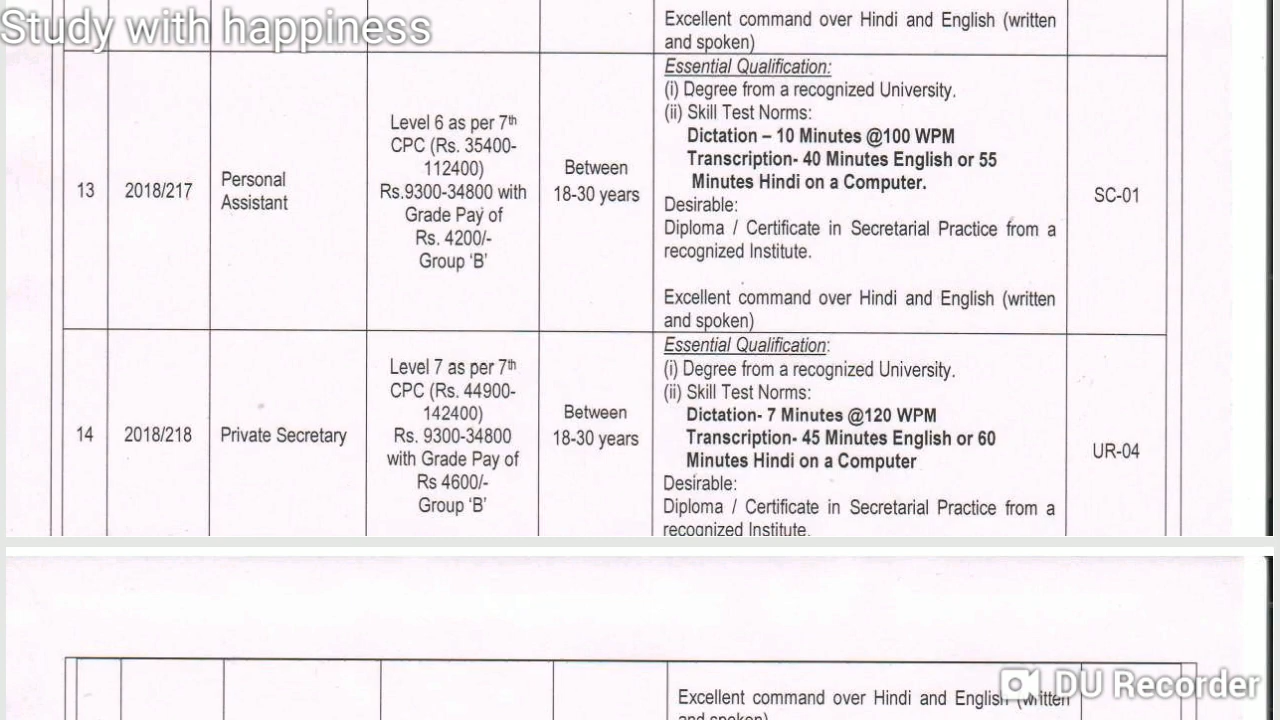 Study with happiness
Excellent command over Hindi and English (written
and spoken)
13
2018/217
Personal
Assistant
Level 6 as per 7th
CPC (Rs. 35400-
112400)
Rs.9300-34800 with
Grade Pay of
Rs. 4200/-
Group ‘B’
Between
18-30 years
Essential Qualification:
(i) Degree from a recognized University.
(ii) Skill Test Norms:
Dictation – 10 Minutes @100 WPM
Transcription- 40 Minutes English or 55
Minutes Hindi on a Computer.
Desirable:
Diploma / Certificate in Secretarial Practice from a
recognized Institute.
Excellent command over Hindi and English (written
and spoken)
SC-01
14
2018/218
Private Secretary
Level 7 as per 7th
CPC (Rs. 44900-
142400)
Rs. 9300-34800
with Grade Pay of
Rs 4600/-
Group ‘B’
Between
18-30 years
Essential Qualification:
(i) Degree from a recognized University.
(ii) Skill Test Norms:
Dictation- 7 Minutes @120 WPM
Transcription- 45 Minutes English or 60
Minutes Hindi on a Computer
Desirable:
Diploma / Certificate in Secretarial Practice from a
recognized Institute.
UR-04
Excellent command over Hindi and English (written
and spoken)
DU Recorder